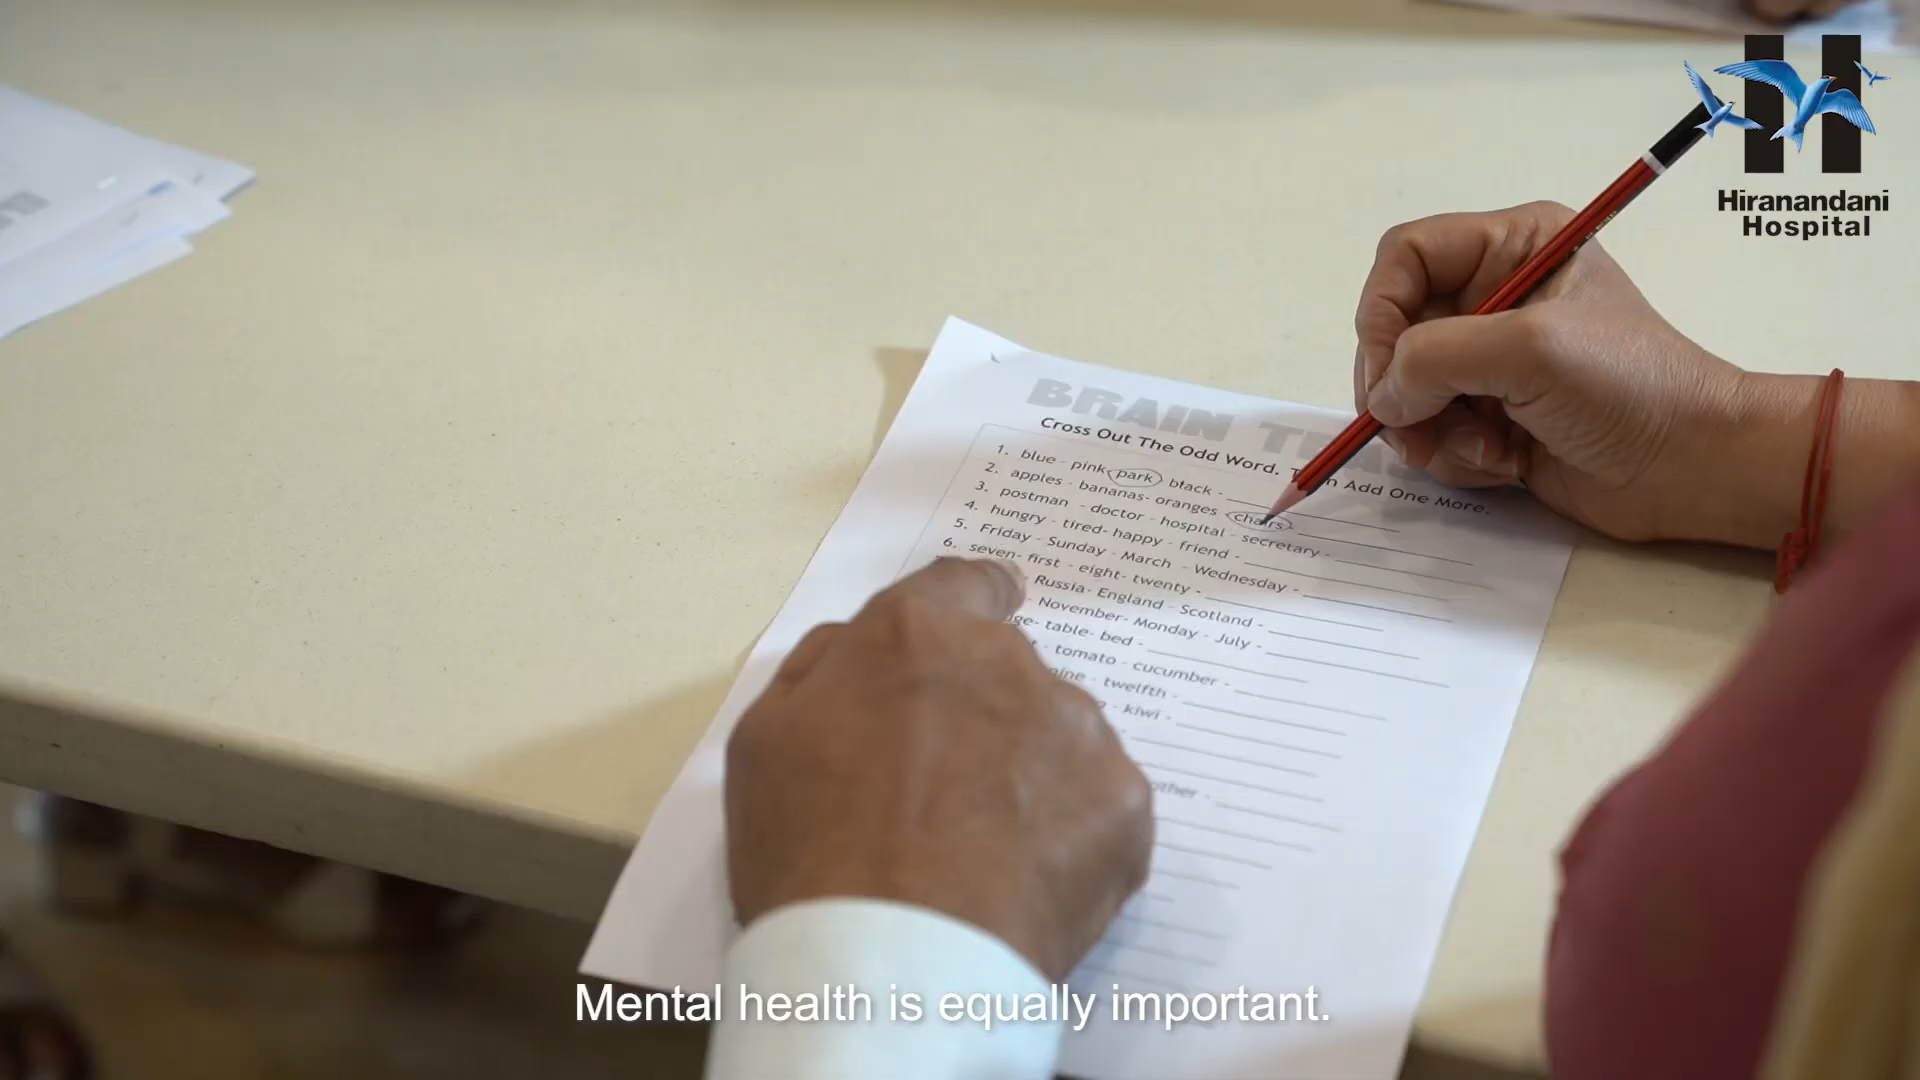 Hiranandani
Hospital
BRAIN
Cross Out The Odd Word. Add One More.
1. blue - pink park black -
2. apples - bananas- oranges chairs
3. postman - doctor - hospital - secretary -
4. hungry - tired- happy - friend -
5. Friday - Sunday - March - Wednesday -
6. seven- first - eight- twenty -
Russia- England - Scotland -
November- Monday - July -
table- bed -
tomato - cucumber -
nine - twelfth -
kiwi -
Mental health is equally important.